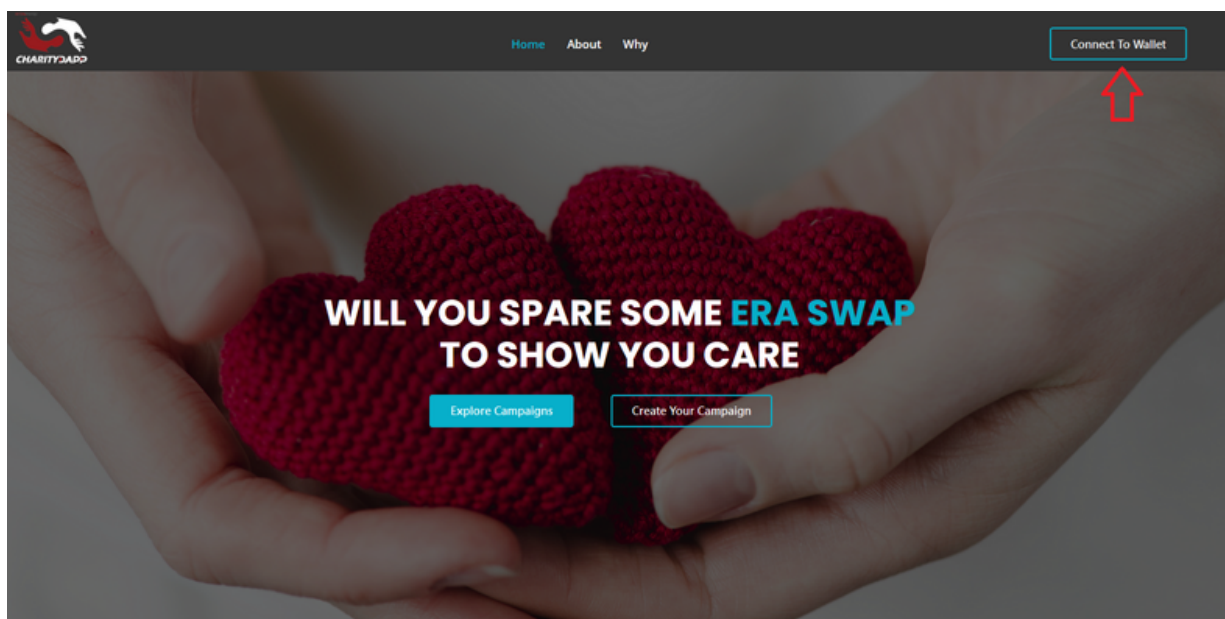 CHARITYDAPP
Home About Why
Connect To Wallet
WILL YOU SPARE SOME ERA SWAP
TO SHOW YOU CARE
Explore Campaigns
Create Your Campaign